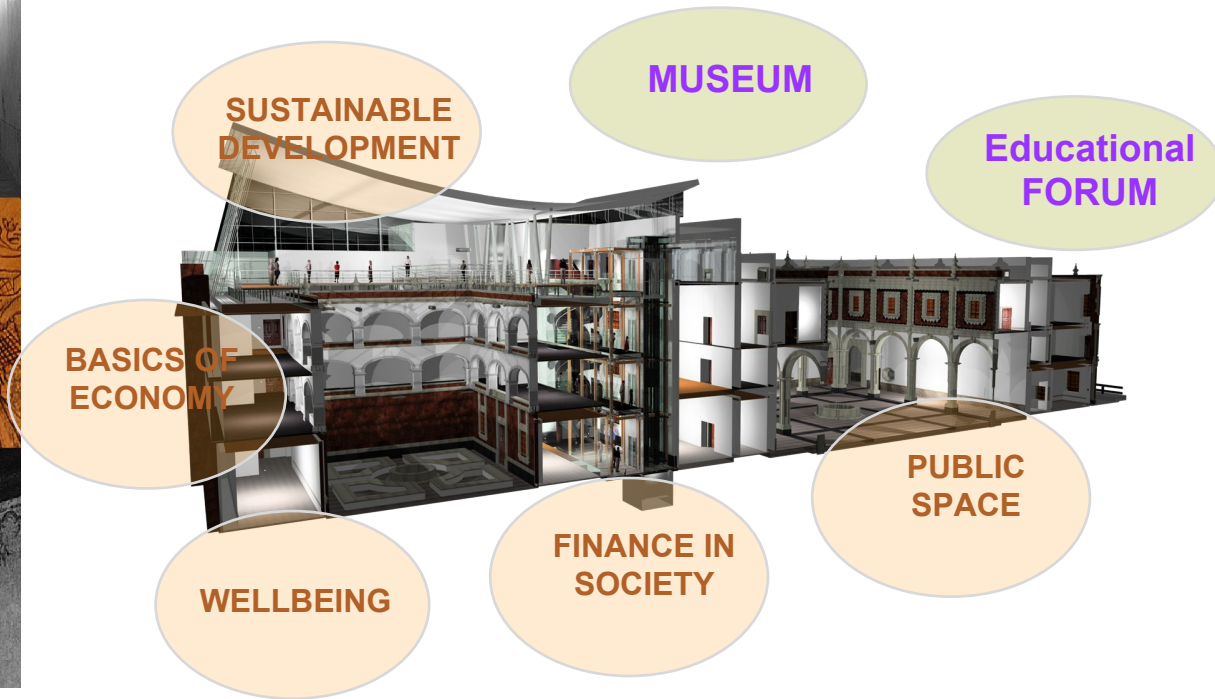 MUSEUM
SUSTAINABLE
DEVELOPMENT
Educational
FORUM
BASICS OF
ECONOMY
PUBLIC
SPACE
FINANCE IN
SOCIETY
WELLBEING